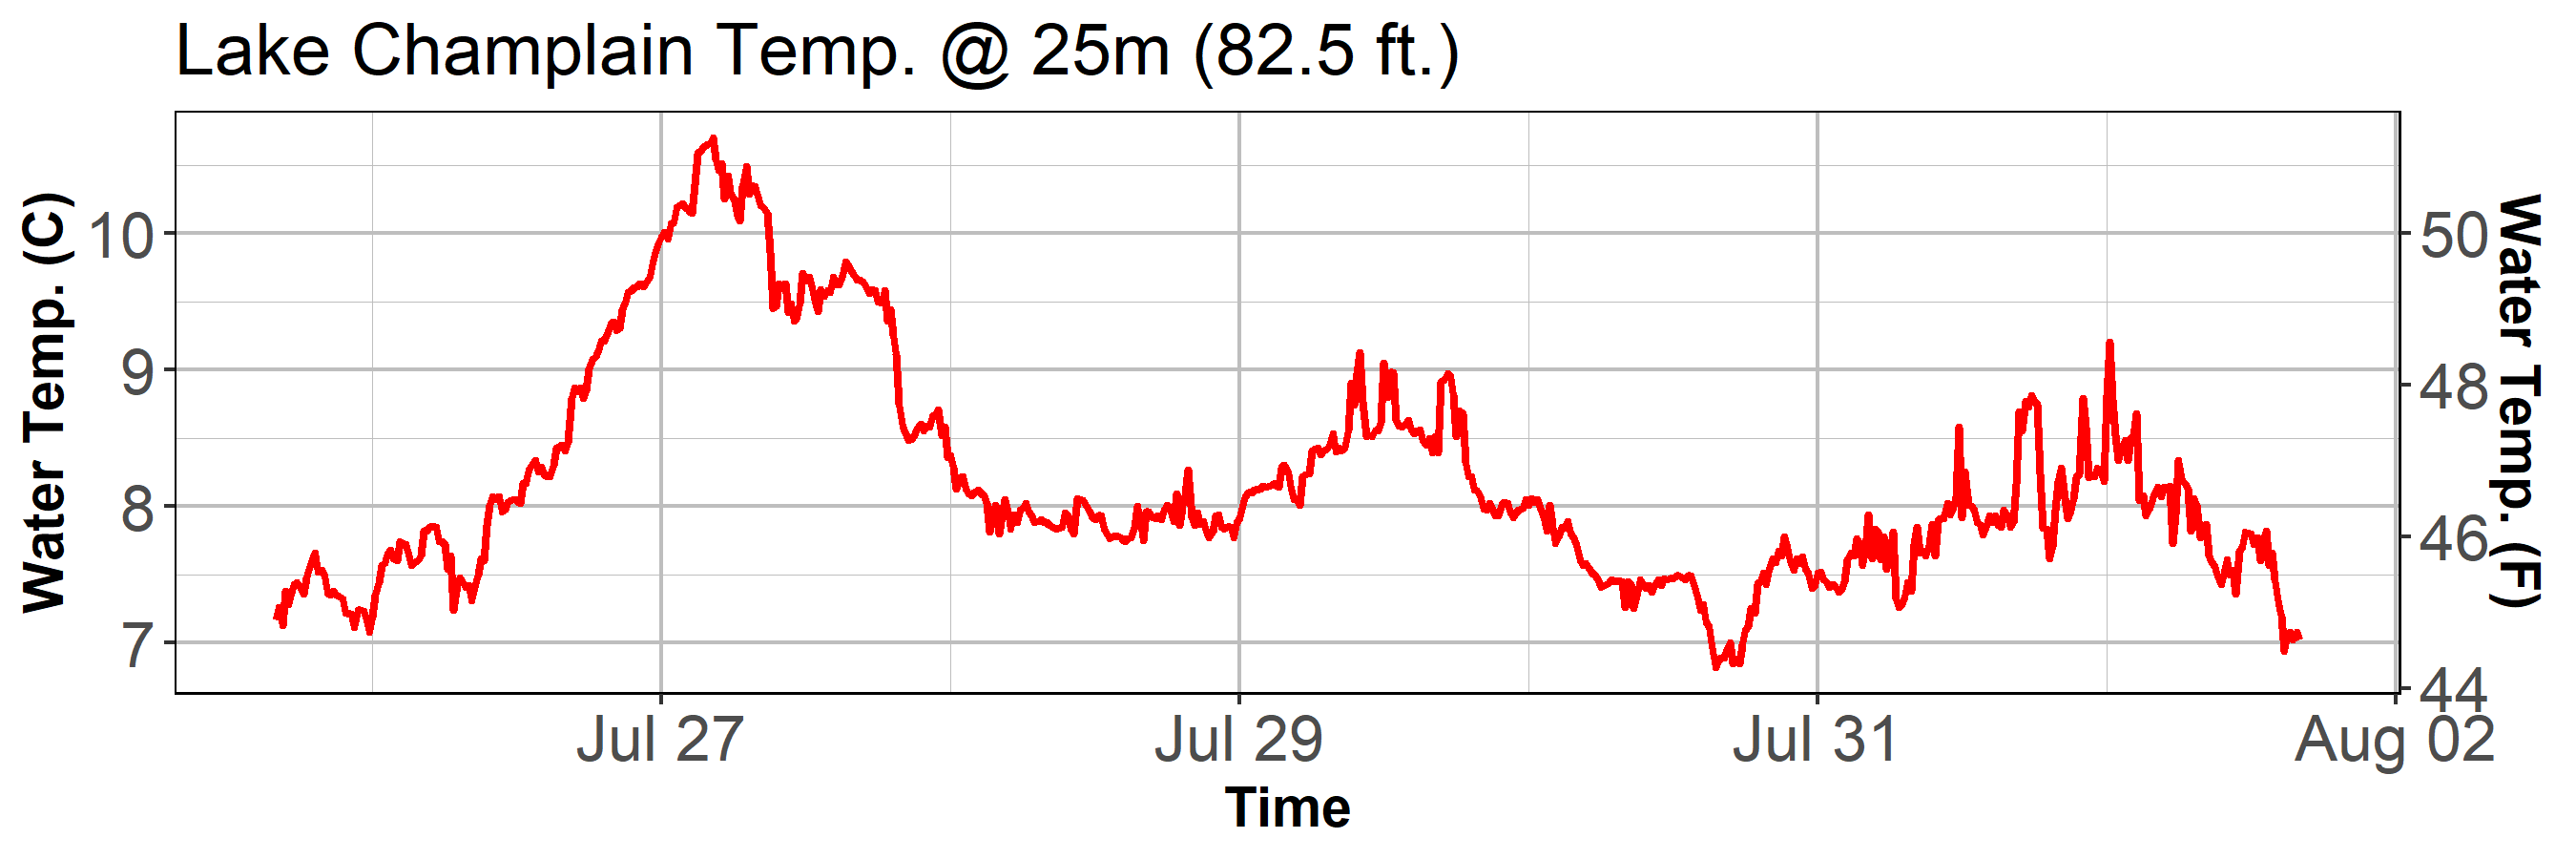 Lake Champlain Temp. @ 25m (82.5 ft.)
Water Temp. (C)
10
9
8
7
50
48
46
44
Water Temp. (F)
Jul 27
Jul 29
Jul 31
Aug 02
Time